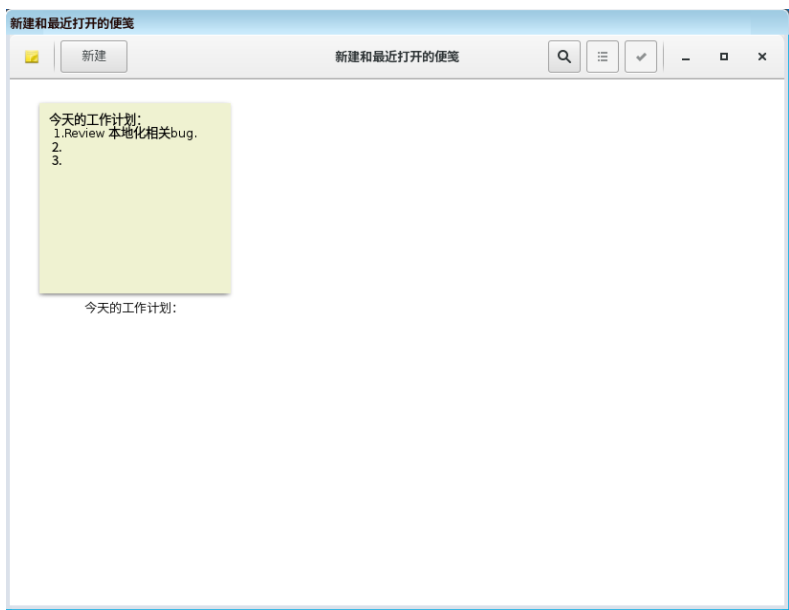 新建和最近打开的便笺
新建
新建和最近打开的便笺
今天的工作计划：
1.Review 本地化相关bug.
2.
3.
今天的工作计划：